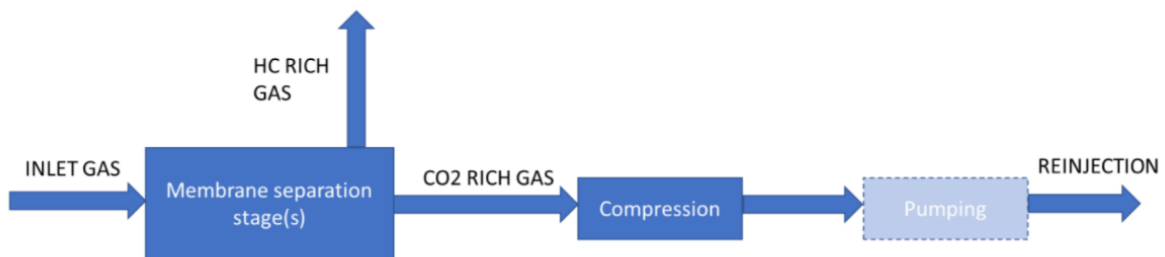 HC RICH
GAS
INLET GAS
Membrane separation
stage(s)
CO2 RICH GAS
Compression
Pumping
REINJECTION